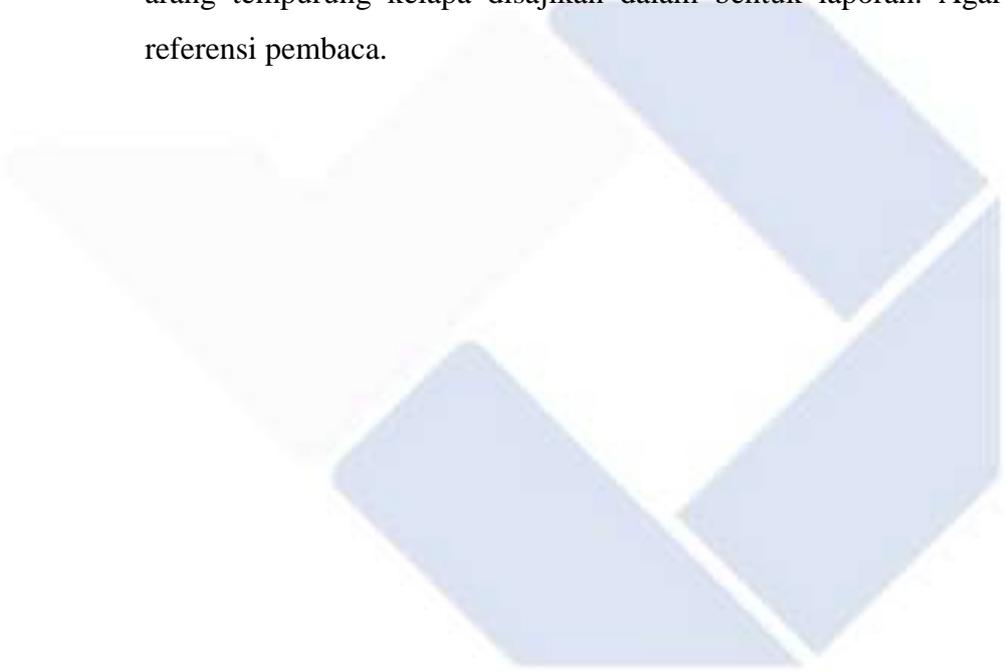 arang tempurung kelapa disajikan dalam bentuk laporan. Agar
referensi pembaca.